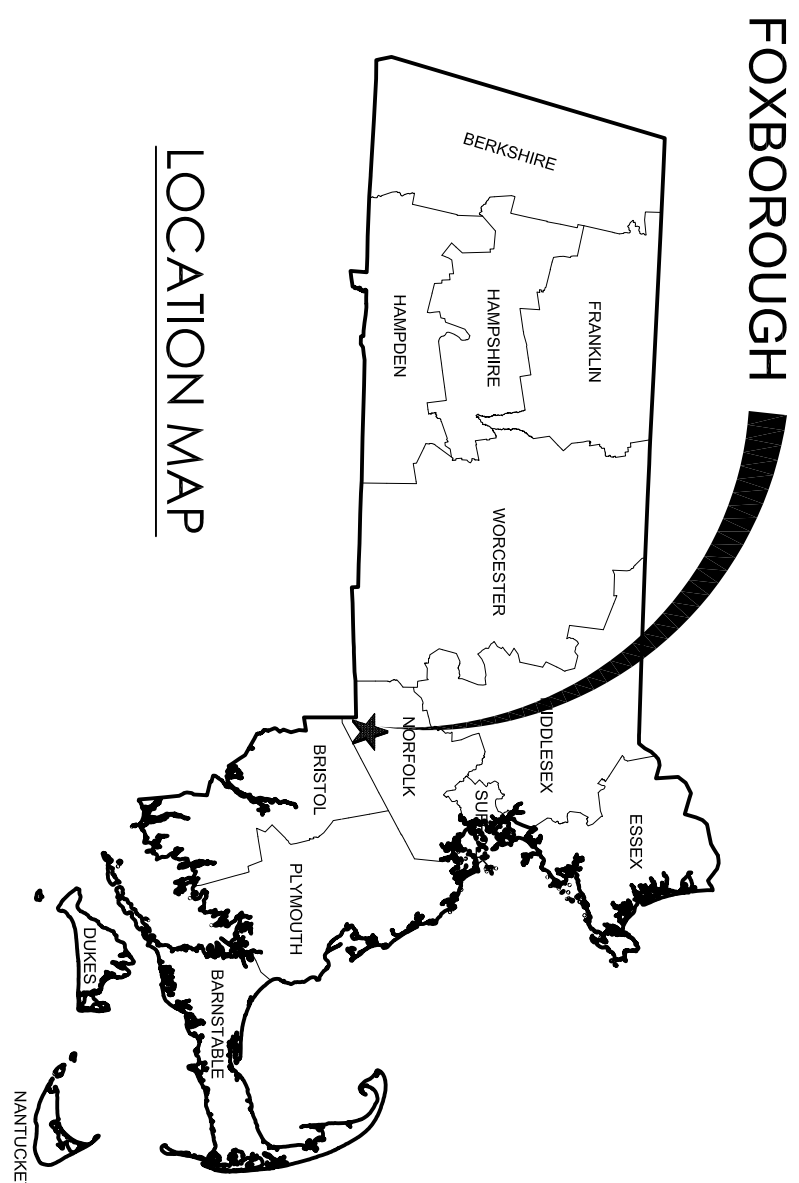 FOXBOROUGH
BERKSHIRE
FRANKLIN
HAMPSHIRE
HAMPDEN
WORCESTER
MIDDLESEX
ESSEX
SUF
NORFOLK
BRISTOL
PLYMOUTH
BARNSTABLE
DUKES
NANTUCKE
LOCATION MAP